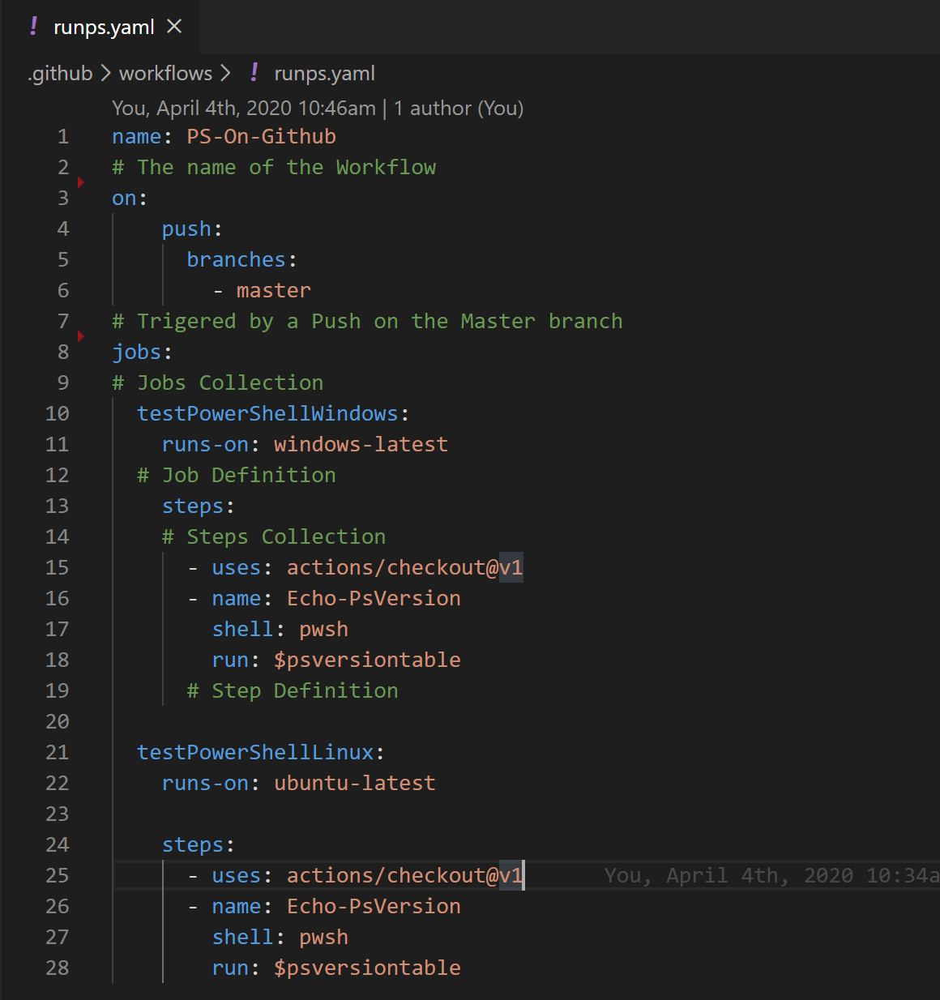 ! runps.yaml ×
.github > workflows > ! runps.yaml
You, April 4th, 2020 10:46am | 1 author (You)
1 name: PS-On-Github
2 # The name of the Workflow
3 on:
4 push:
5 branches:
6 - master
7 # Trigered by a Push on the Master branch
8 jobs:
9 # Jobs Collection
10 testPowerShellWindows:
11 runs-on: windows-latest
12 # Job Definition
13 steps:
14 # Steps Collection
15 - uses: actions/checkout@v1
16 - name: Echo-PsVersion
17 shell: pwsh
18 run: $psversiontable
19 # Step Definition
20
21 testPowerShellLinux:
22 runs-on: ubuntu-latest
23
24 steps:
25 - uses: actions/checkout@v1 You, April 4th, 2020 10:34a
26 - name: Echo-PsVersion
27 shell: pwsh
28 run: $psversiontable